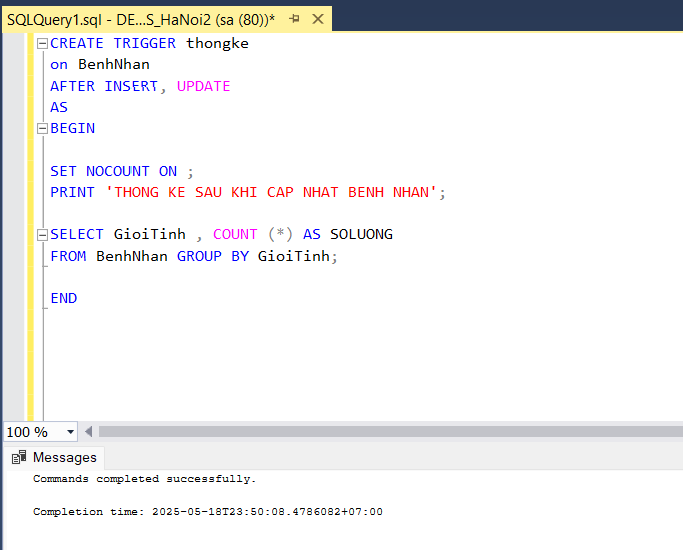 SQLQuery1.sql - DE...S_HaNoi2 (sa (80))*
CREATE TRIGGER thongke
on BenhNhan
AFTER INSERT, UPDATE
AS
BEGIN
SET NOCOUNT ON ;
PRINT 'THONG KE SAU KHI CAP NHAT BENH NHAN';
SELECT GioiTinh , COUNT (*) AS SOLUONG
FROM BenhNhan GROUP BY GioiTinh;
END
100 %
Messages
Commands completed successfully.
Completion time: 2025-05-18T23:50:08.4786082+07:00